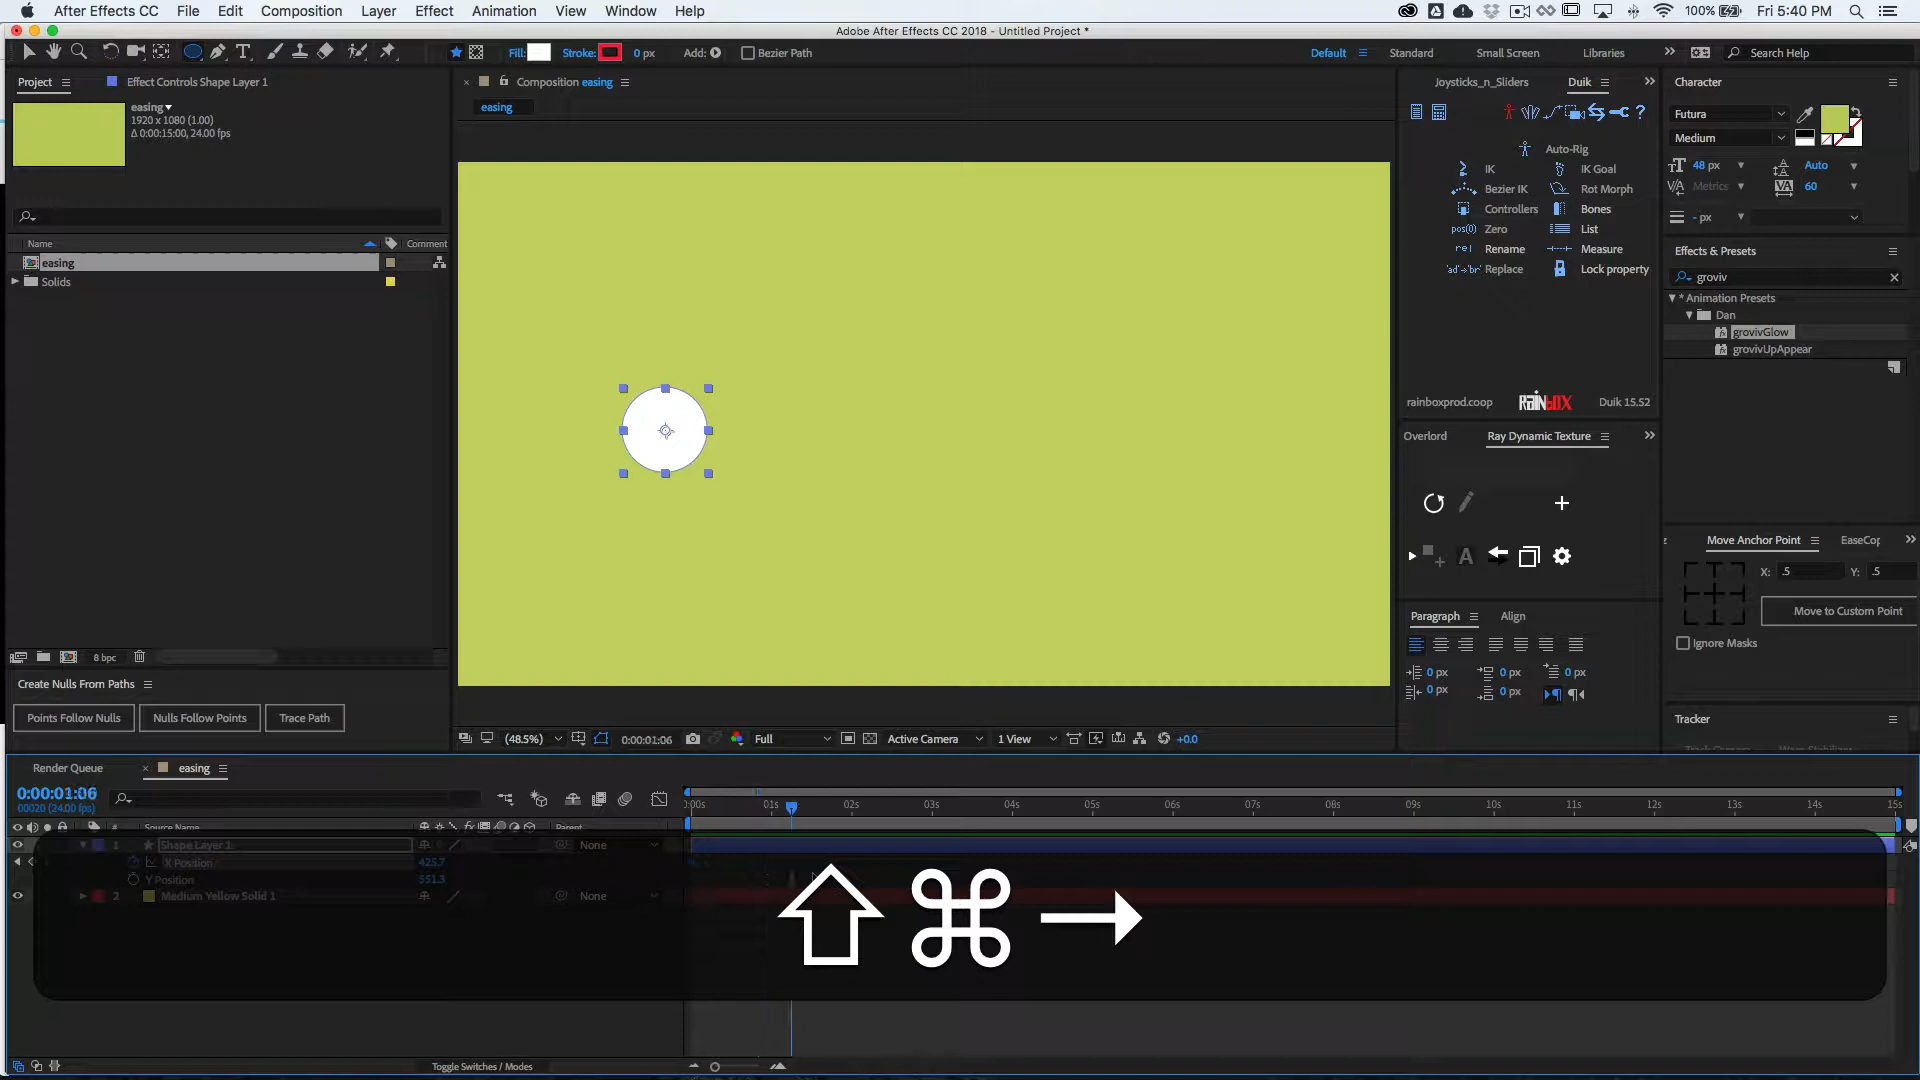 After Effects CC File Edit Composition Layer Effect Animation View Window Help 100% Fri 5:40 PM
Adobe After Effects CC 2018 - Untitled Project *
Fill: Stroke: 0 px Add: Bezier Path Default Standard Small Screen Libraries Search Help
Project Effect Controls Shape Layer 1
easing
1920 x 1080 (1.00)
Δ 0:00:15:00, 24.00 fps
Name Comment
easing
Solids
8 bpc
Create Nulls From Paths
Points Follow Nulls Nulls Follow Points Trace Path
Composition easing
easing
(48.5%) 0:00:01:06 Full Active Camera 1 View +0.0
Joysticks_n_Sliders Duik
Auto-Rig
IK IK Goal
Bezier IK Rot Morph
Controllers Bones
pos(0) Zero List
rel Rename Measure
Replace Lock property
rainboxprod.coop RAINBOX Duik 15.52
Overlord Ray Dynamic Texture
Paragraph Align
0 px 0 px 0 px
0 px 0 px
Character
Futura
Medium
48 px Auto
Metrics 60
- px
Effects & Presets
groviv
* Animation Presets
Dan
grovivGlow
grovivUpAppear
Move Anchor Point EaseCop
X: .5 Y: .5
Move to Custom Point
Ignore Masks
Tracker
Render Queue easing
0:00:01:06
00020 (24.00 fps)
:00s 01s 02s 03s 04s 05s 06s 07s 08s 09s 10s 11s 12s 13s 14s 15s
# Source Name Parent
1 Shape Layer 1 None
X Position 425.7
Y Position 551.3
2 Medium Yellow Solid 1 None
⇧ ⌘ →
Toggle Switches / Modes